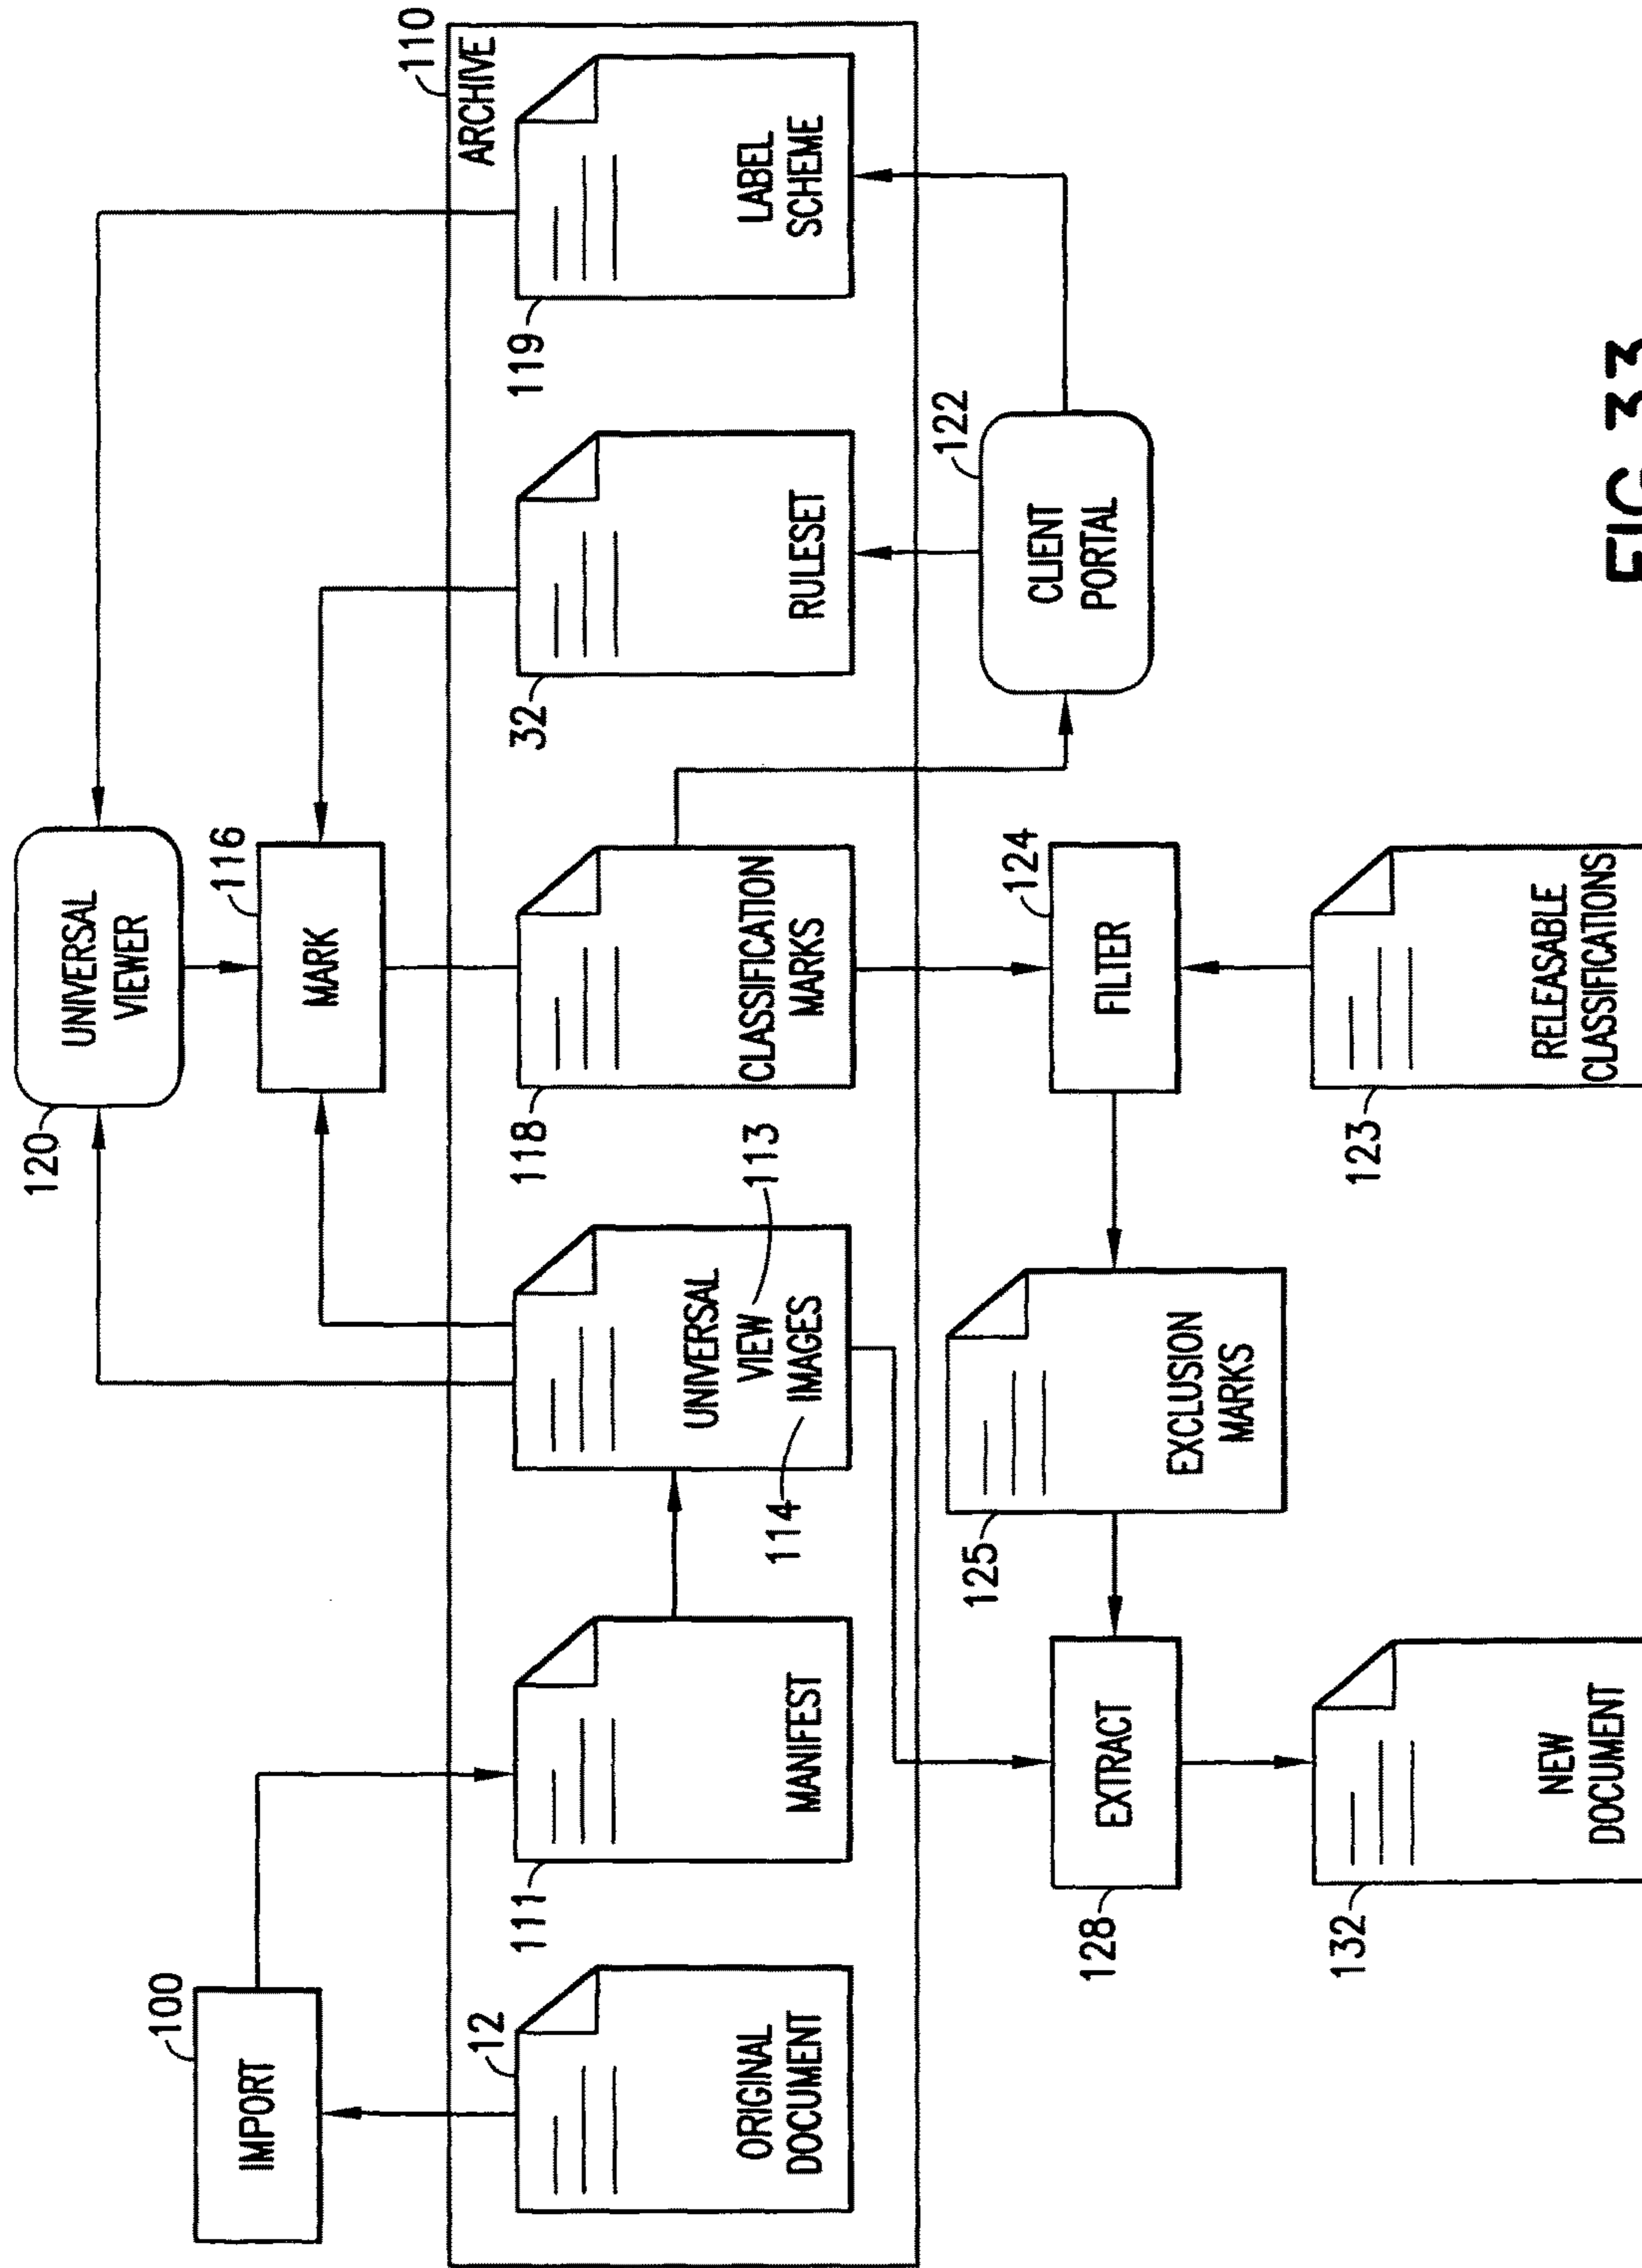 120
UNIVERSAL
VIEWER
100
IMPORT
116
MARK
110
ARCHIVE
12
ORIGINAL
DOCUMENT
111
MANIFEST
UNIVERSAL
VIEW
IMAGES
113
114
118
CLASSIFICATION
MARKS
32
RULESET
119
LABEL
SCHEME
122
CLIENT
PORTAL
128
EXTRACT
125
EXCLUSION
MARKS
124
FILTER
132
NEW
DOCUMENT
123
RELEASABLE
CLASSIFICATIONS
FIG.33